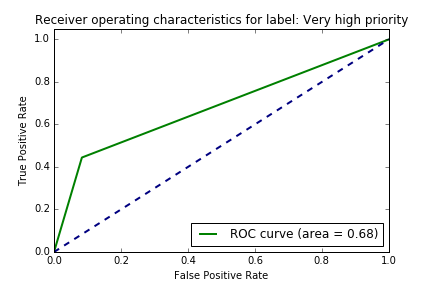 Receiver operating characteristics for label: Very high priority
1.0
0.8
0.6
0.4
0.2
0.0
True Positive Rate
ROC curve (area = 0.68)
0.0 0.2 0.4 0.6 0.8 1.0
False Positive Rate